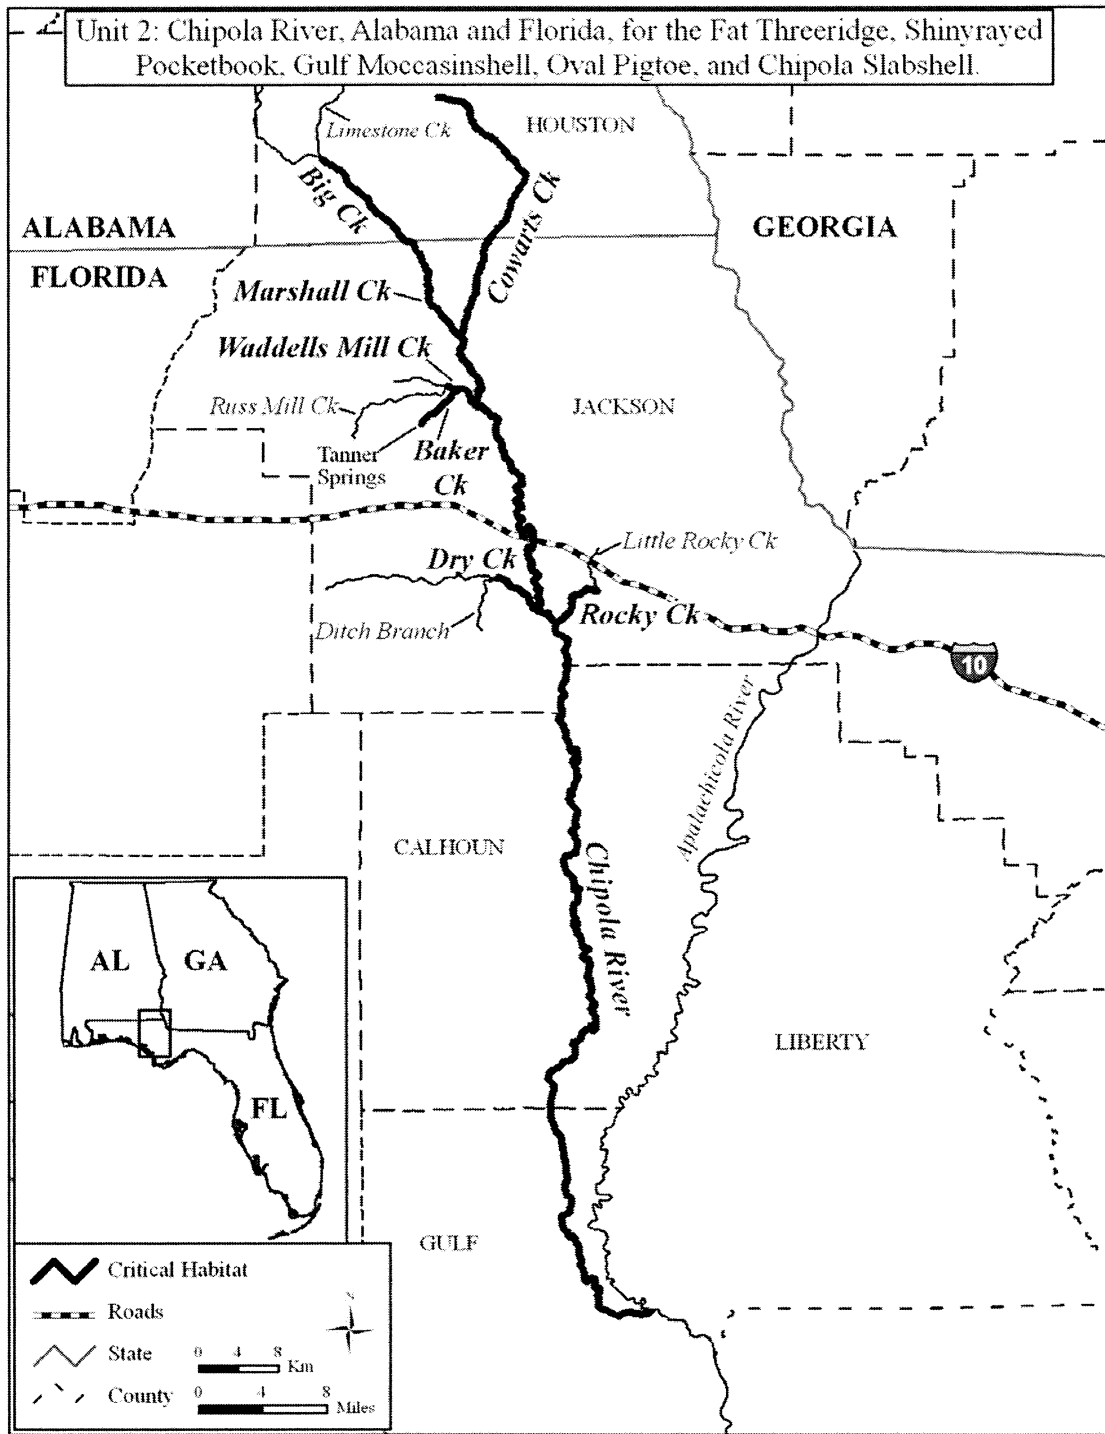 Unit 2: Chipola River, Alabama and Florida, for the Fat Threeridge, Shinyrayed
Pocketbook, Gulf Moccasinshell, Oval Pigtoe, and Chipola Slabshell.
Limestone Ck
HOUSTON
Big Ck
Cowarts Ck
ALABAMA
GEORGIA
FLORIDA
Marshall Ck
Waddells Mill Ck
Russ Mill Ck
JACKSON
Tanner
Springs
Baker
Ck
Dry Ck
Little Rocky Ck
Ditch Branch
Rocky Ck
10
Apalachicola River
CALHOUN
Chipola River
AL
GA
LIBERTY
FL
GULF
Critical Habitat
Roads
State
County
N
0 4 8
Km
0 4 8
Miles